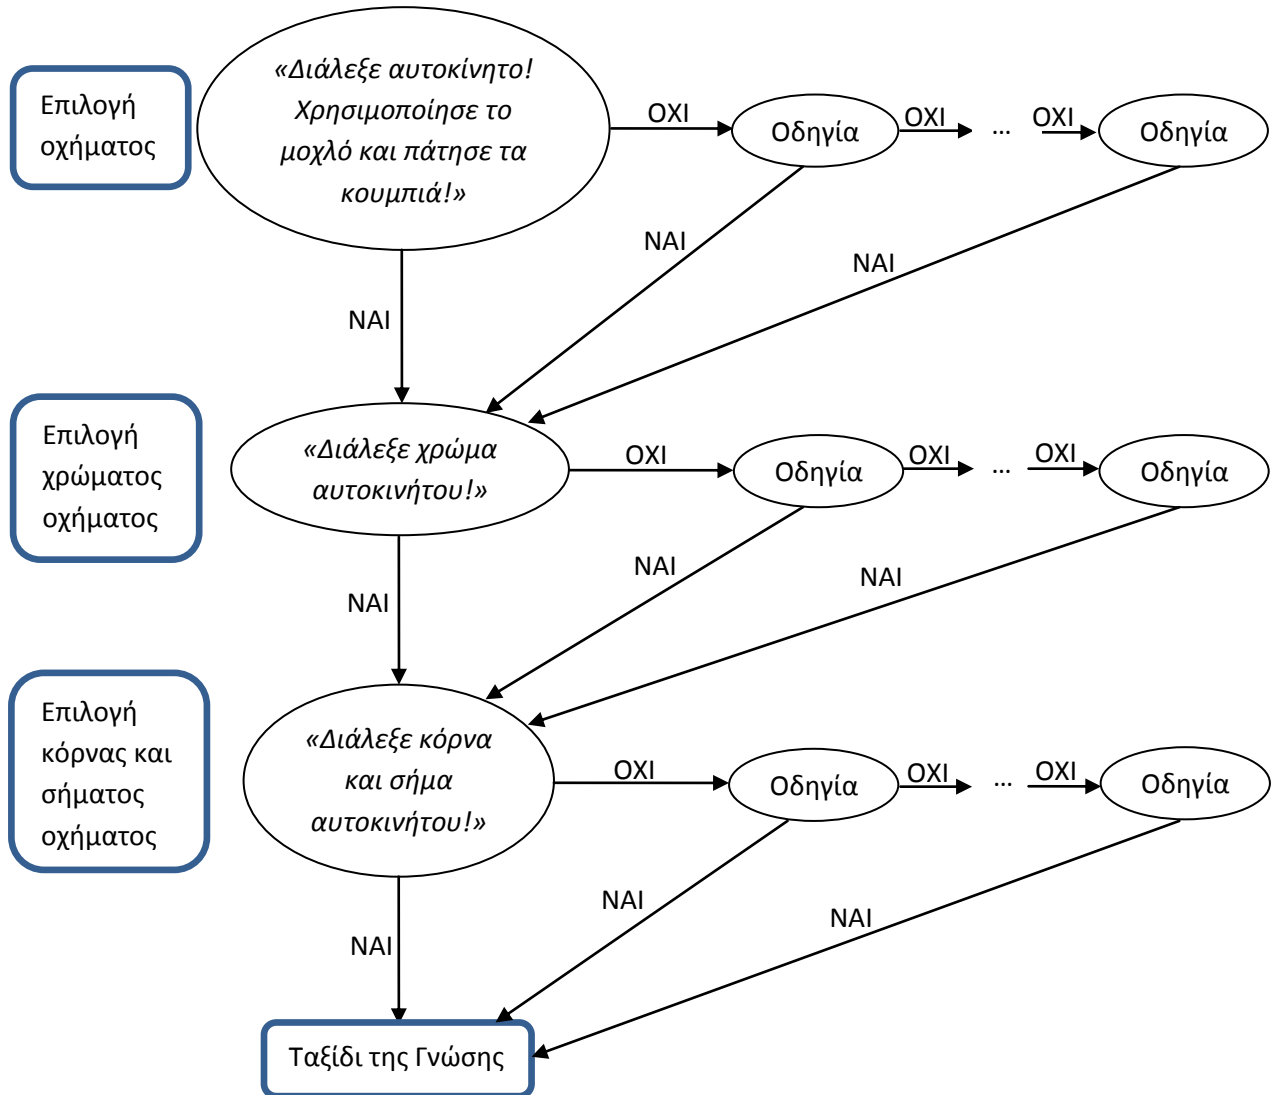 Επιλογή
οχήματος
«Διάλεξε αυτοκίνητο!
Χρησιμοποίησε το
μοχλό και πάτησε τα
κουμπιά!»
ΟΧΙ
Οδηγία
ΟΧΙ
...
ΟΧΙ
Οδηγία
ΝΑΙ
ΝΑΙ
ΝΑΙ
Επιλογή
χρώματος
οχήματος
«Διάλεξε χρώμα
αυτοκινήτου!»
ΟΧΙ
Οδηγία
ΟΧΙ
...
ΟΧΙ
Οδηγία
ΝΑΙ
ΝΑΙ
ΝΑΙ
Επιλογή
κόρνας και
σήματος
οχήματος
«Διάλεξε κόρνα
και σήμα
αυτοκινήτου!»
ΟΧΙ
Οδηγία
ΟΧΙ
...
ΟΧΙ
Οδηγία
ΝΑΙ
ΝΑΙ
ΝΑΙ
Ταξίδι της Γνώσης